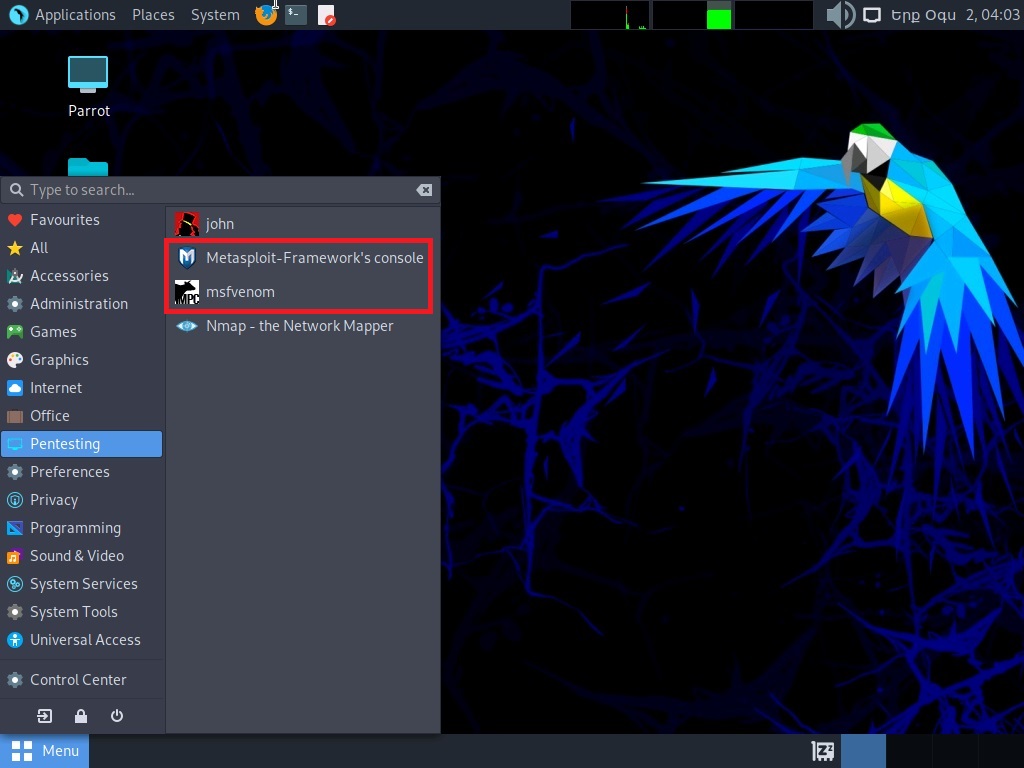 Applications Places System
Երք Օգս 2, 04:03
Parrot
Type to search...
Favourites
All
Accessories
Administration
Games
Graphics
Internet
Office
Pentesting
Preferences
Privacy
Programming
Sound & Video
System Services
System Tools
Universal Access
Control Center
john
Metasploit-Framework's console
msfvenom
Nmap - the Network Mapper
Menu